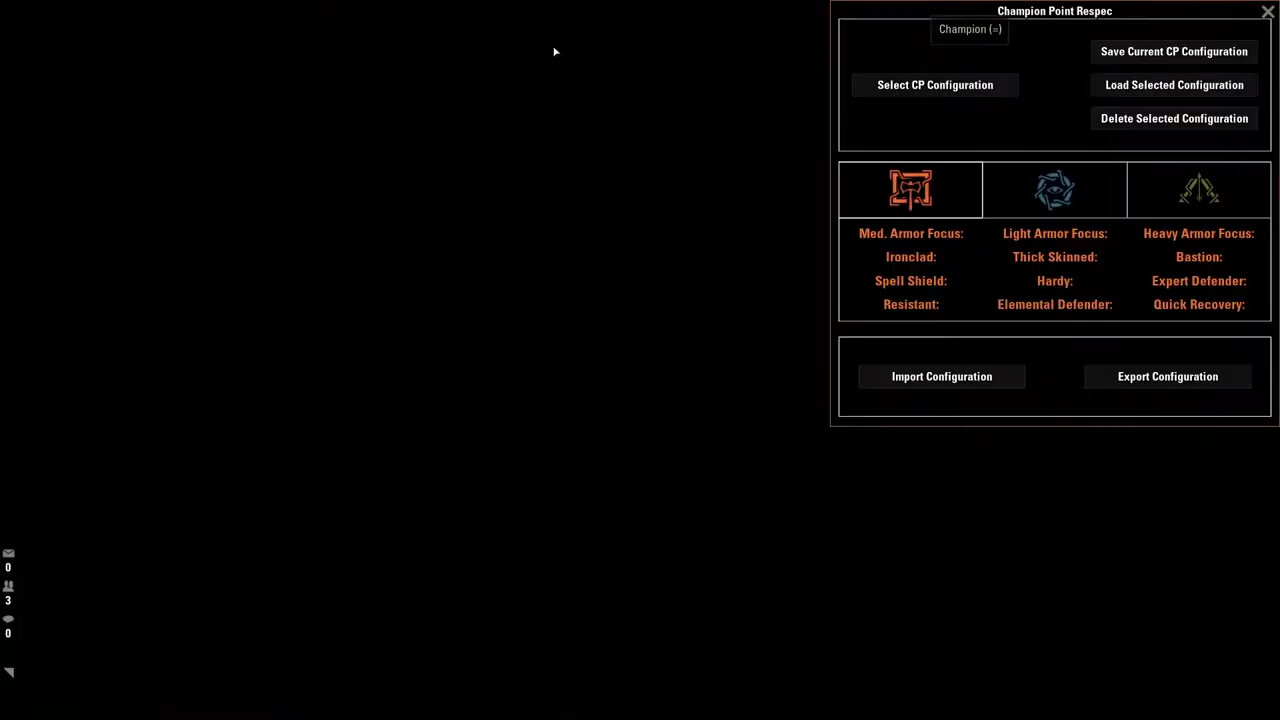 Champion Point Respec
Champion (=)
Save Current CP Configuration
Select CP Configuration
Load Selected Configuration
Delete Selected Configuration
Med. Armor Focus:
Light Armor Focus:
Heavy Armor Focus:
Ironclad:
Thick Skinned:
Bastion:
Spell Shield:
Hardy:
Expert Defender:
Resistant:
Elemental Defender:
Quick Recovery:
Import Configuration
Export Configuration
0
3
0